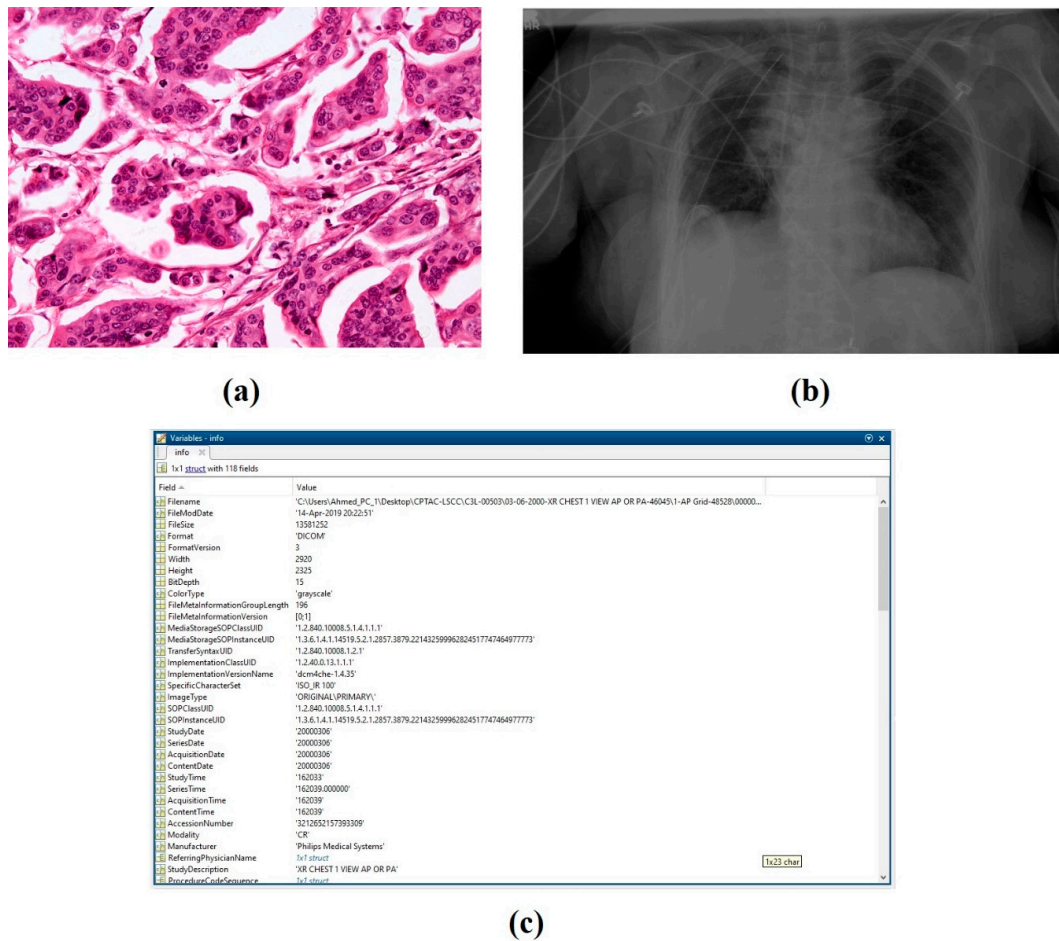 (a)
(b)
Variables - info
info
1x1 struct with 118 fields
Field Value
Filename 'C:\Users\Ahmed_PC_1\Desktop\CPTAC-LSCC\C3L-00503\03-06-2000-XR CHEST 1 VIEW AP OR PA-46045\1-AP Grid-48528\00000...
FileModDate '14-Apr-2019 20:22:51'
FileSize 13581252
Format 'DICOM'
FormatVersion 3
Width 2920
Height 2325
BitDepth 15
ColorType 'grayscale'
FileMetaInformationGroupLength 196
FileMetaInformationVersion [0;1]
MediaStorageSOPClassUID '1.2.840.10008.5.1.4.1.1.1'
MediaStorageSOPInstanceUID '1.3.6.1.4.1.14519.5.2.1.2857.3879.221432599962824517747464977773'
TransferSyntaxUID '1.2.840.10008.1.2.1'
ImplementationClassUID '1.2.40.0.13.1.1.1'
ImplementationVersionName 'dcm4che-1.4.35'
SpecificCharacterSet 'ISO_IR 100'
ImageType 'ORIGINAL\PRIMARY\'
SOPClassUID '1.2.840.10008.5.1.4.1.1.1'
SOPInstanceUID '1.3.6.1.4.1.14519.5.2.1.2857.3879.221432599962824517747464977773'
StudyDate '20000306'
SeriesDate '20000306'
AcquisitionDate '20000306'
ContentDate '20000306'
StudyTime '162033'
SeriesTime '162039.000000'
AcquisitionTime '162039'
ContentTime '162039'
AccessionNumber '3212652157393309'
Modality 'CR'
Manufacturer 'Philips Medical Systems'
ReferringPhysicianName 1x1 struct
1x23 char
StudyDescription 'XR CHEST 1 VIEW AP OR PA'
ProcedureCodeSequence 1x1 struct
(c)